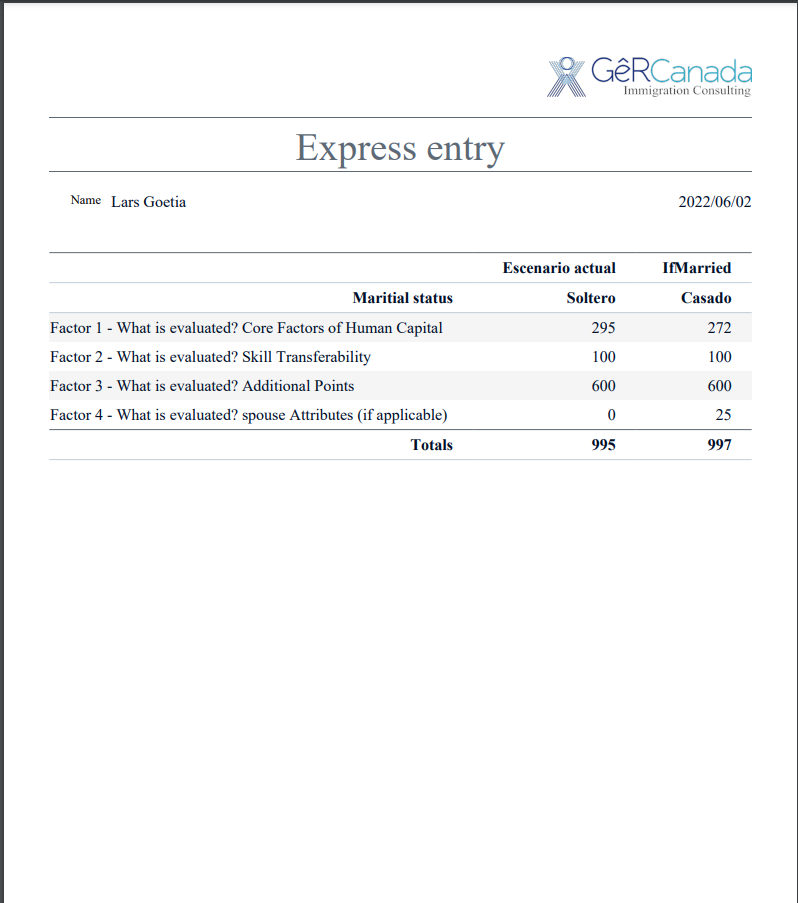 GêRCanada
Immigration Consulting
Express entry
Name Lars Goetia 2022/06/02
Escenario actual IfMarried
Maritial status Soltero Casado
Factor 1 - What is evaluated? Core Factors of Human Capital 295 272
Factor 2 - What is evaluated? Skill Transferability 100 100
Factor 3 - What is evaluated? Additional Points 600 600
Factor 4 - What is evaluated? spouse Attributes (if applicable) 0 25
Totals 995 997